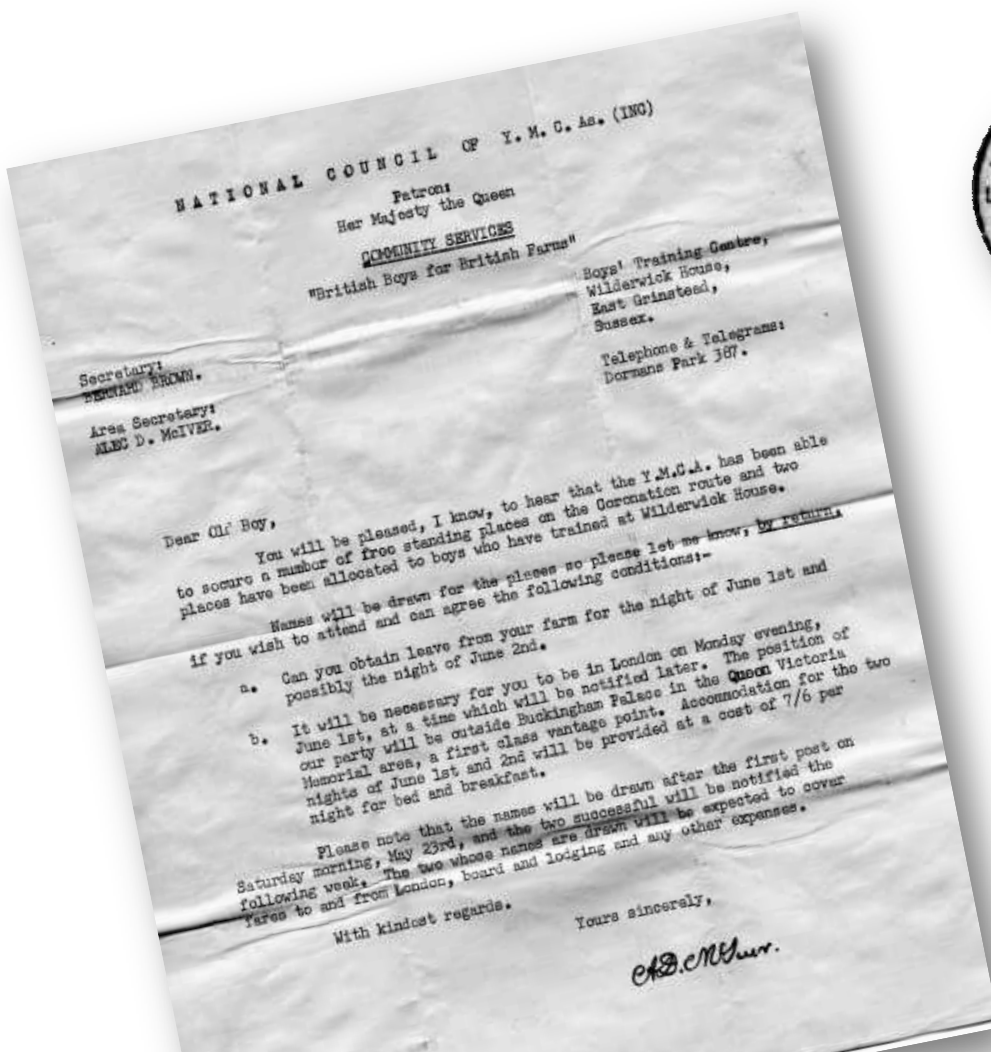 NATIONAL COUNCIL OF Y. M. C. As. (INC)
Patron:
Her Majesty the Queen
COMMUNITY SERVICES
"British Boys for British Farms"
Boys' Training Centre,
Wilderwick House,
East Grinstead,
Sussex.
Telephone & Telegrams:
Dormans Park 387.
Secretary:
BERNARD BROWN.
Area Secretary:
ALEC D. McIVER.
Dear Old Boy,
You will be pleased, I know, to hear that the Y.M.C.A. has been able
to secure a number of free standing places on the Coronation route and two
places have been allocated to boys who have trained at Wilderwick House.
Names will be drawn for the places so please let me know, by return,
if you wish to attend and can agree the following conditions:-
a. Can you obtain leave from your farm for the night of June 1st and
possibly the night of June 2nd.
b. It will be necessary for you to be in London on Monday evening,
June 1st, at a time which will be notified later. The position of
our party will be outside Buckingham Palace in the Queen Victoria
Memorial area, a first class vantage point. Accommodation for the two
nights of June 1st and 2nd will be provided at a cost of 7/6 per
night for bed and breakfast.
Please note that the names will be drawn after the first post on
Saturday morning, May 23rd, and the two successful will be notified the
following week. The two whose names are drawn will be expected to cover
fares to and from London, board and lodging and any other expenses.
With kindest regards.
Yours sincerely,
A.D. McIver.